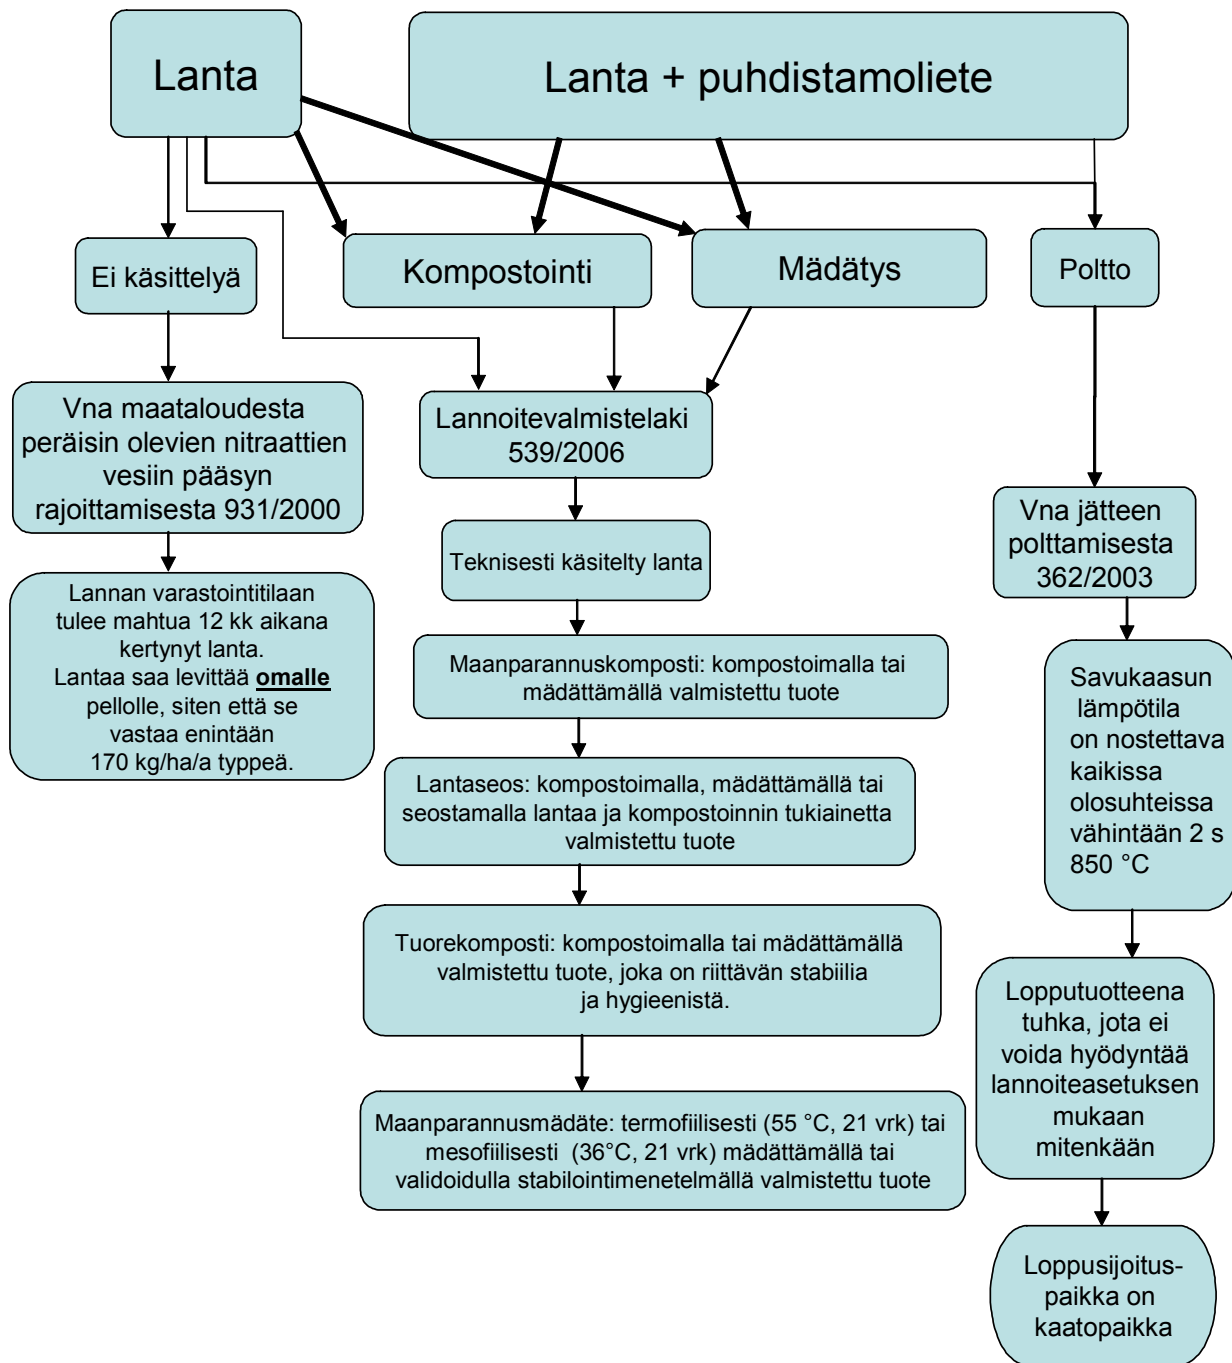 Lanta
Lanta + puhdistamoliete
Ei käsittelyä
Kompostointi
Mädätys
Poltto
Vna maataloudesta
peräisin olevien nitraattien
vesiin pääsyn
rajoittamisesta 931/2000
Lannoitevalmistelaki
539/2006
Vna jätteen
polttamisesta
362/2003
Teknisesti käsitelty lanta
Lannan varastointitilaan
tulee mahtua 12 kk aikana
kertynyt lanta.
Lantaa saa levittää omalle
pellolle, siten että se
vastaa enintään
170 kg/ha/a typpeä.
Maanparannuskomposti: kompostoimalla tai
mädättämällä valmistettu tuote
Savukaasun
lämpötila
on nostettava
kaikissa
olosuhteissa
vähintään 2 s
850 °C
Lantaseos: kompostoimalla, mädättämällä tai
seostamalla lantaa ja kompostoinnin tukiainetta
valmistettu tuote
Tuorekomposti: kompostoimalla tai mädättämällä
valmistettu tuote, joka on riittävän stabiilia
ja hygieenistä.
Lopputuotteena
tuhka, jota ei
voida hyödyntää
lannoiteasetuksen
mukaan
mitenkään
Maanparannusmädäte: termofiilisesti (55 °C, 21 vrk) tai
mesofiilisesti (36°C, 21 vrk) mädättämällä tai
validoidulla stabilointimenetelmällä valmistettu tuote
Loppusijoitus-
paikka on
kaatopaikka